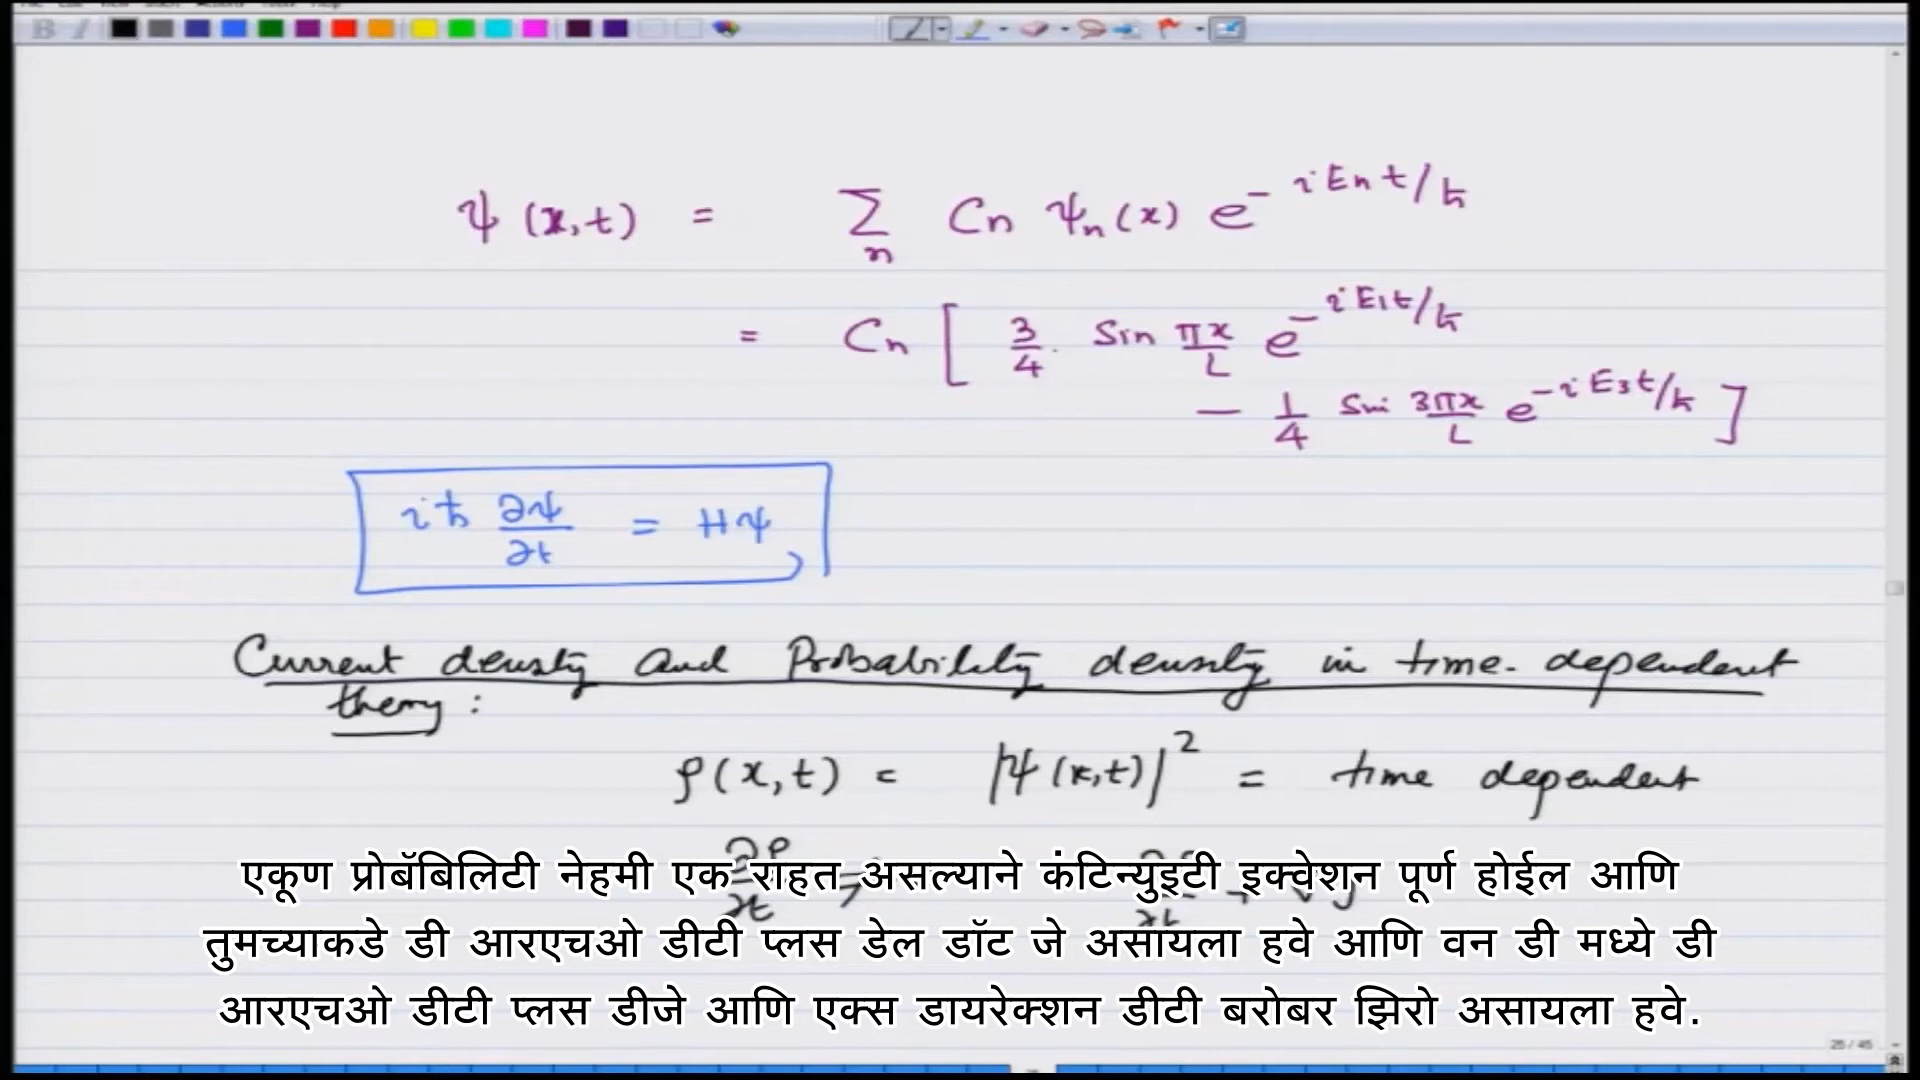 ψ (x,t) = Σ_n Cn ψn(x) e^{-iEnt/ħ}
= Cn [ 3/4 . Sin πx/L e^{-iE1t/ħ}
— 1/4 Sin 3πx/L e^{-iE3t/ħ} ]
iħ ∂ψ/∂t = Hψ
Current density and Probability density in time-dependent
theory :
ρ(x,t) = |ψ(x,t)|² = time dependent
एकूण प्रोबॅबिलिटी नेहमी एक राहत असल्याने कंटिन्युइटी इक्वेशन पूर्ण होईल आणि
तुमच्याकडे डी आरएचओ डीटी प्लस डेल डॉट जे असायला हवे आणि वन डी मध्ये डी
आरएचओ डीटी प्लस डीजे आणि एक्स डायरेक्शन डीटी बरोबर झिरो असायला हवे.
25 / 45